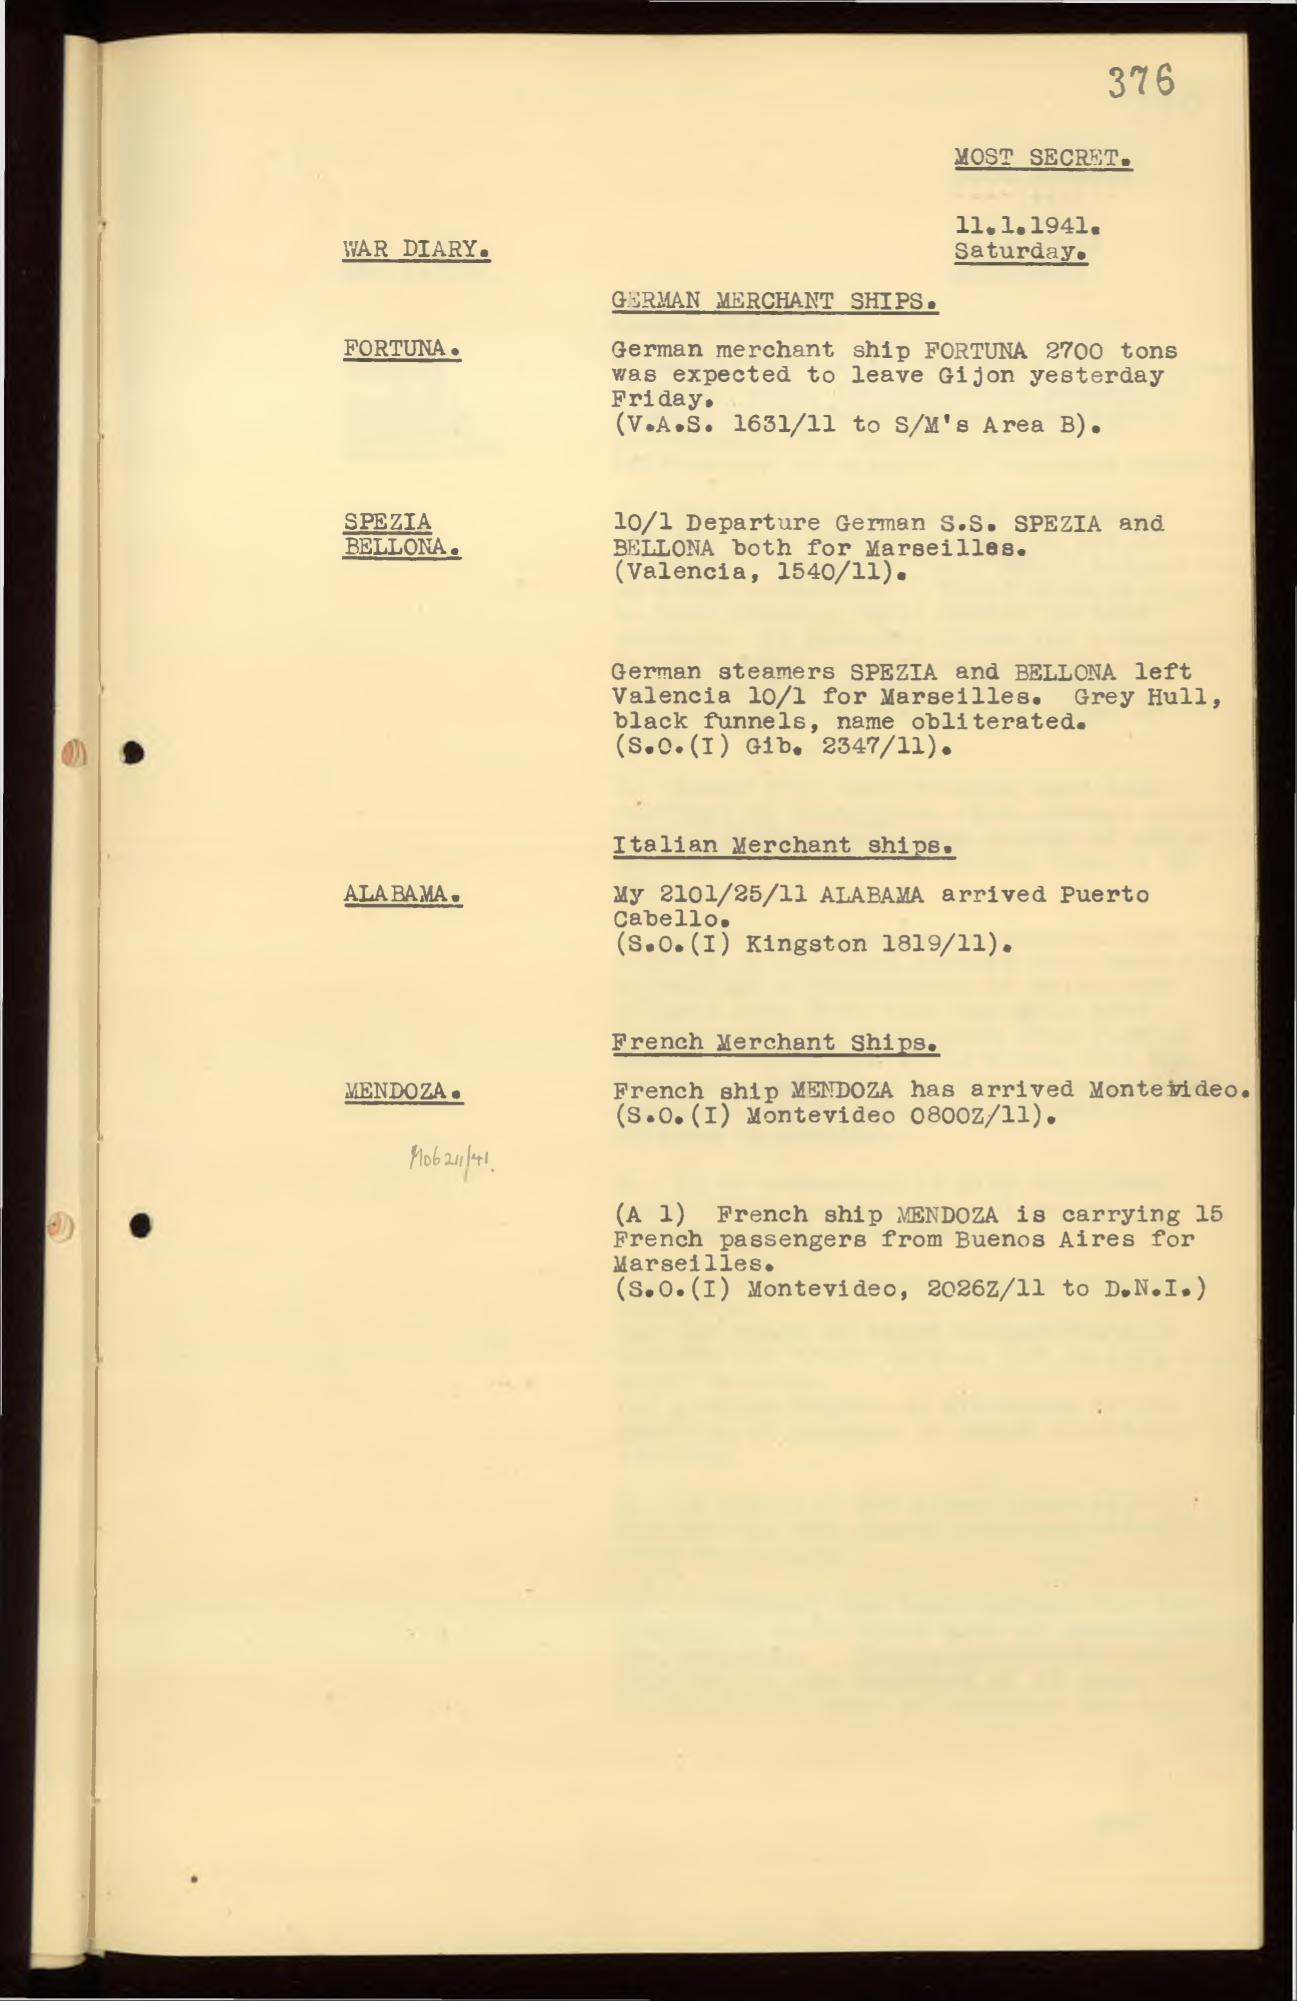 376
MOST SECRET.
11.1.1941.
WAR DIARY.
Saturday.
GERMAN MERCHANT SHIPS.
FORTUNA.
German merchant ship FORTUNA 2700 tons
was expected to leave Gijon yesterday
Friday.
(V.A.S. 1631/11 to S/M's Area B).
SPEZIA
BELLONA.
10/1 Departure German S.S. SPEZIA and
BELLONA both for Marseilles.
(Valencia, 1540/11).
German steamers SPEZIA and BELLONA left
Valencia 10/1 for Marseilles. Grey Hull,
black funnels, name obliterated.
(S.O.(I) Gib. 2347/11).
Italian Merchant ships.
ALABAMA.
My 2101/25/11 ALABAMA arrived Puerto
Cabello.
(S.O.(I) Kingston 1819/11).
French Merchant Ships.
MENDOZA.
French ship MENDOZA has arrived Montevideo.
(S.O.(I) Montevideo 0800Z/11).
(A 1) French ship MENDOZA is carrying 15
French passengers from Buenos Aires for
Marseilles.
(S.O.(I) Montevideo, 2026Z/11 to D.N.I.)